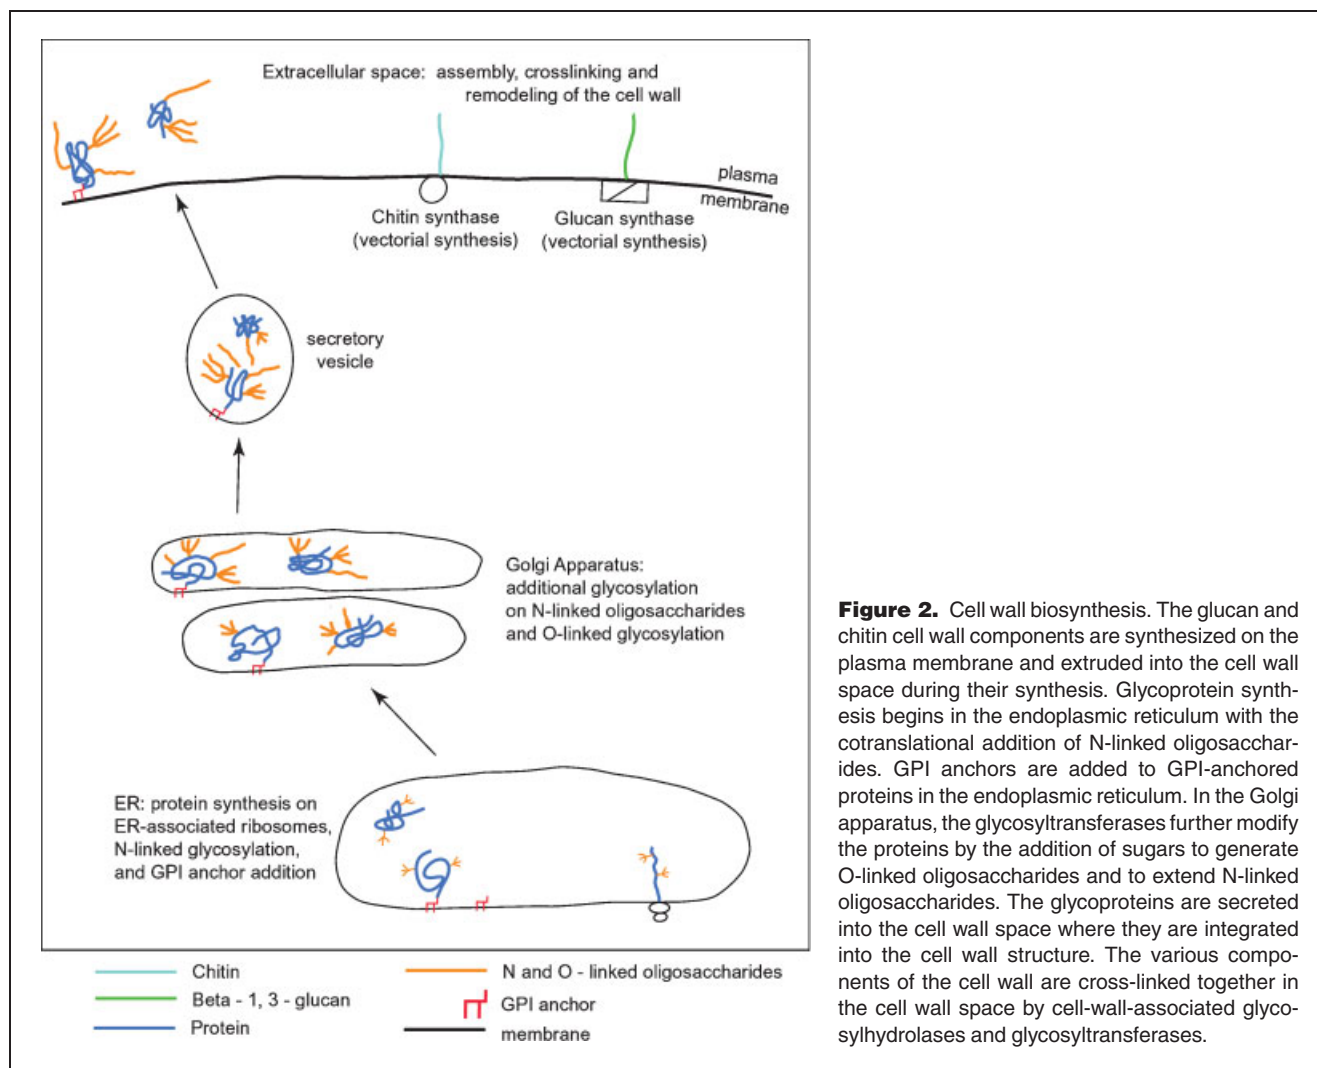 Extracellular space: assembly, crosslinking and
remodeling of the cell wall
plasma
membrane
Chitin synthase
(vectorial synthesis)
Glucan synthase
(vectorial synthesis)
secretory
vesicle
Golgi Apparatus:
additional glycosylation
on N-linked oligosaccharides
and O-linked glycosylation
ER: protein synthesis on
ER-associated ribosomes,
N-linked glycosylation,
and GPI anchor addition
Chitin
Beta - 1, 3 - glucan
Protein
N and O - linked oligosaccharides
GPI anchor
membrane
Figure 2. Cell wall biosynthesis. The glucan and
chitin cell wall components are synthesized on the
plasma membrane and extruded into the cell wall
space during their synthesis. Glycoprotein synth-
esis begins in the endoplasmic reticulum with the
cotranslational addition of N-linked oligosacchar-
ides. GPI anchors are added to GPI-anchored
proteins in the endoplasmic reticulum. In the Golgi
apparatus, the glycosyltransferases further modify
the proteins by the addition of sugars to generate
O-linked oligosaccharides and to extend N-linked
oligosaccharides. The glycoproteins are secreted
into the cell wall space where they are integrated
into the cell wall structure. The various compo-
nents of the cell wall are cross-linked together in
the cell wall space by cell-wall-associated glyco-
sylhydrolases and glycosyltransferases.